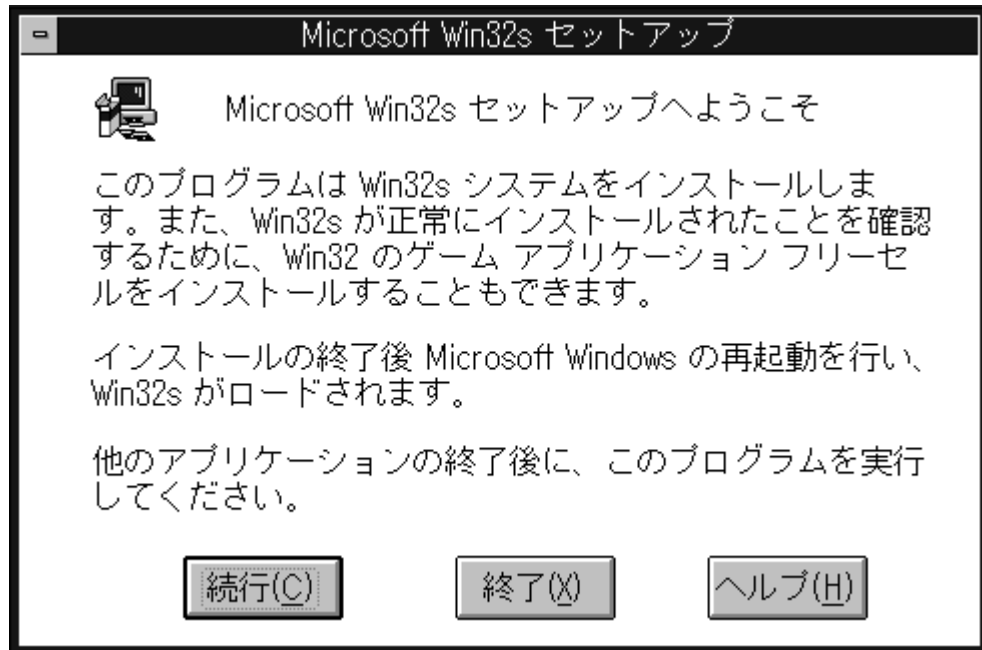 Microsoft Win32s セットアップ
Microsoft Win32s セットアップへようこそ
このプログラムは Win32s システムをインストールしま
す。また、Win32s が正常にインストールされたことを確認
するために、Win32 のゲーム アプリケーション フリーセ
ルをインストールすることもできます。
インストールの終了後 Microsoft Windows の再起動を行い、
Win32s がロードされます。
他のアプリケーションの終了後に、このプログラムを実行
してください。
続行(C) 終了(X) ヘルプ(H)